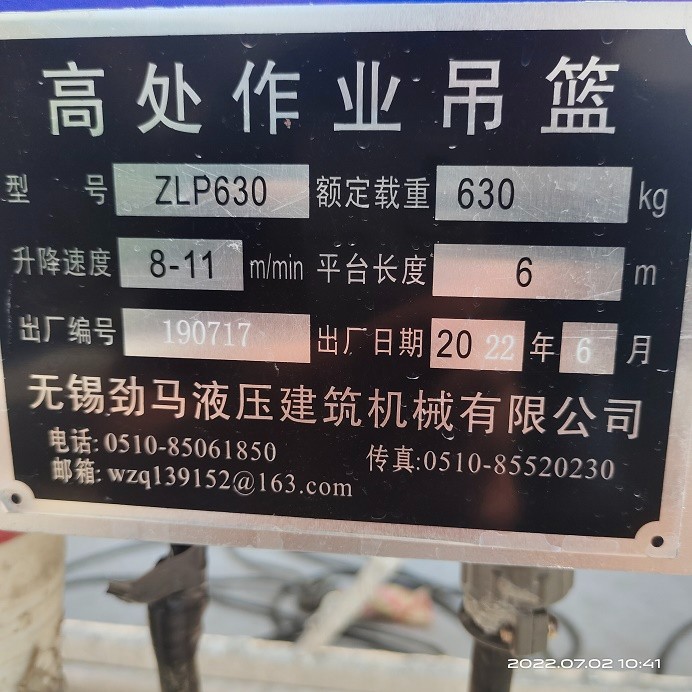 高处作业吊篮
型 号 ZLP630 额定载重 630 kg
升降速度 8-11 m/min 平台长度 6 m
出厂编号 190717 出厂日期 2022 年 6 月
无锡劲马液压建筑机械有限公司
电话:0510-85061850 传真:0510-85520230
邮箱:wzq139152@163.com
2022.07.02 10:41